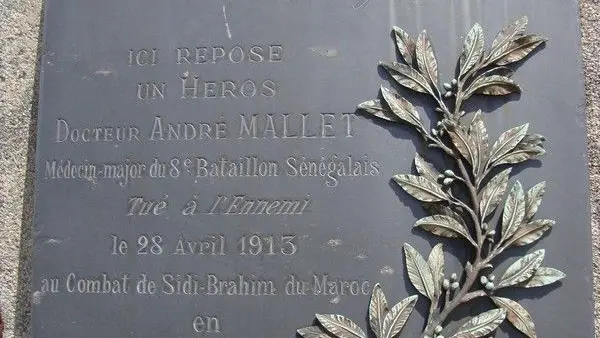 ICI REPOSE
UN HEROS
DOCTEUR ANDRÉ MALLET
Médecin-major du 8e Bataillon Sénégalais
Tué à l'Ennemi
le 28 Avril 1913
au Combat de Sidi-Brahim du Maroc
en